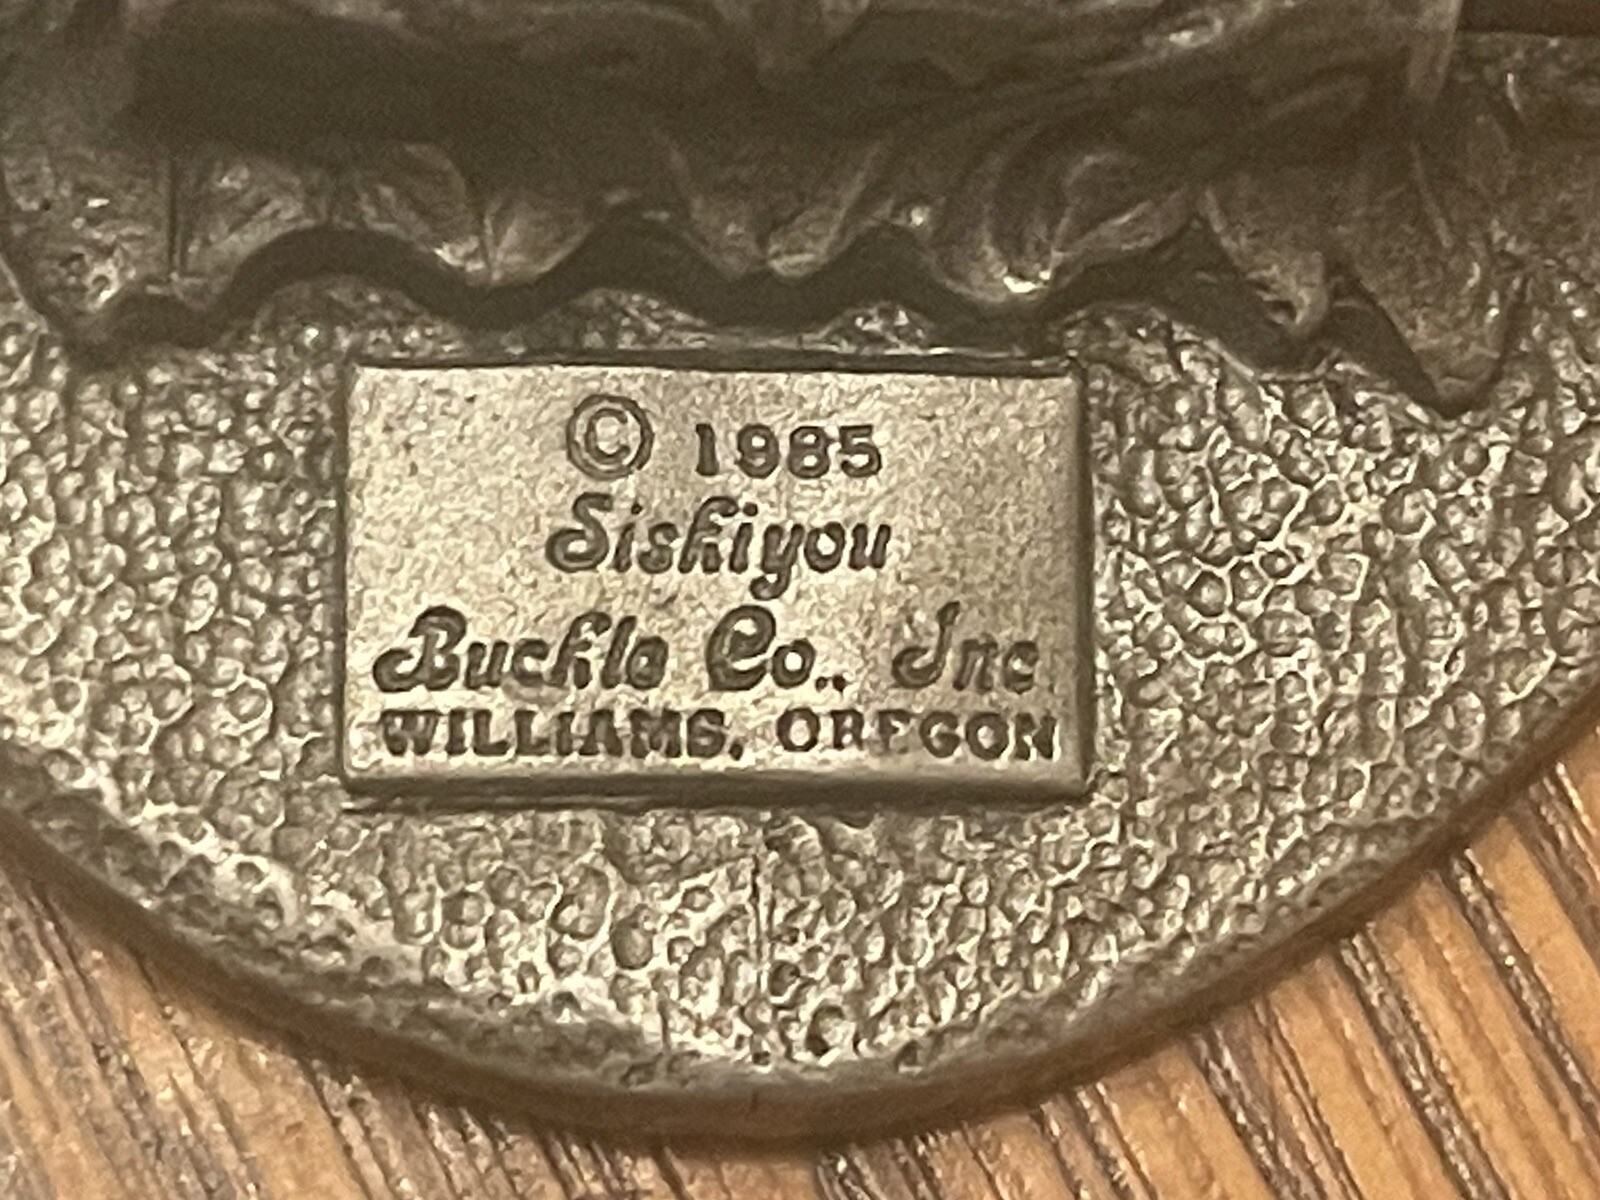 © 1985
Siskiyou
Buckle Co., Inc
WILLIAMS, OREGON